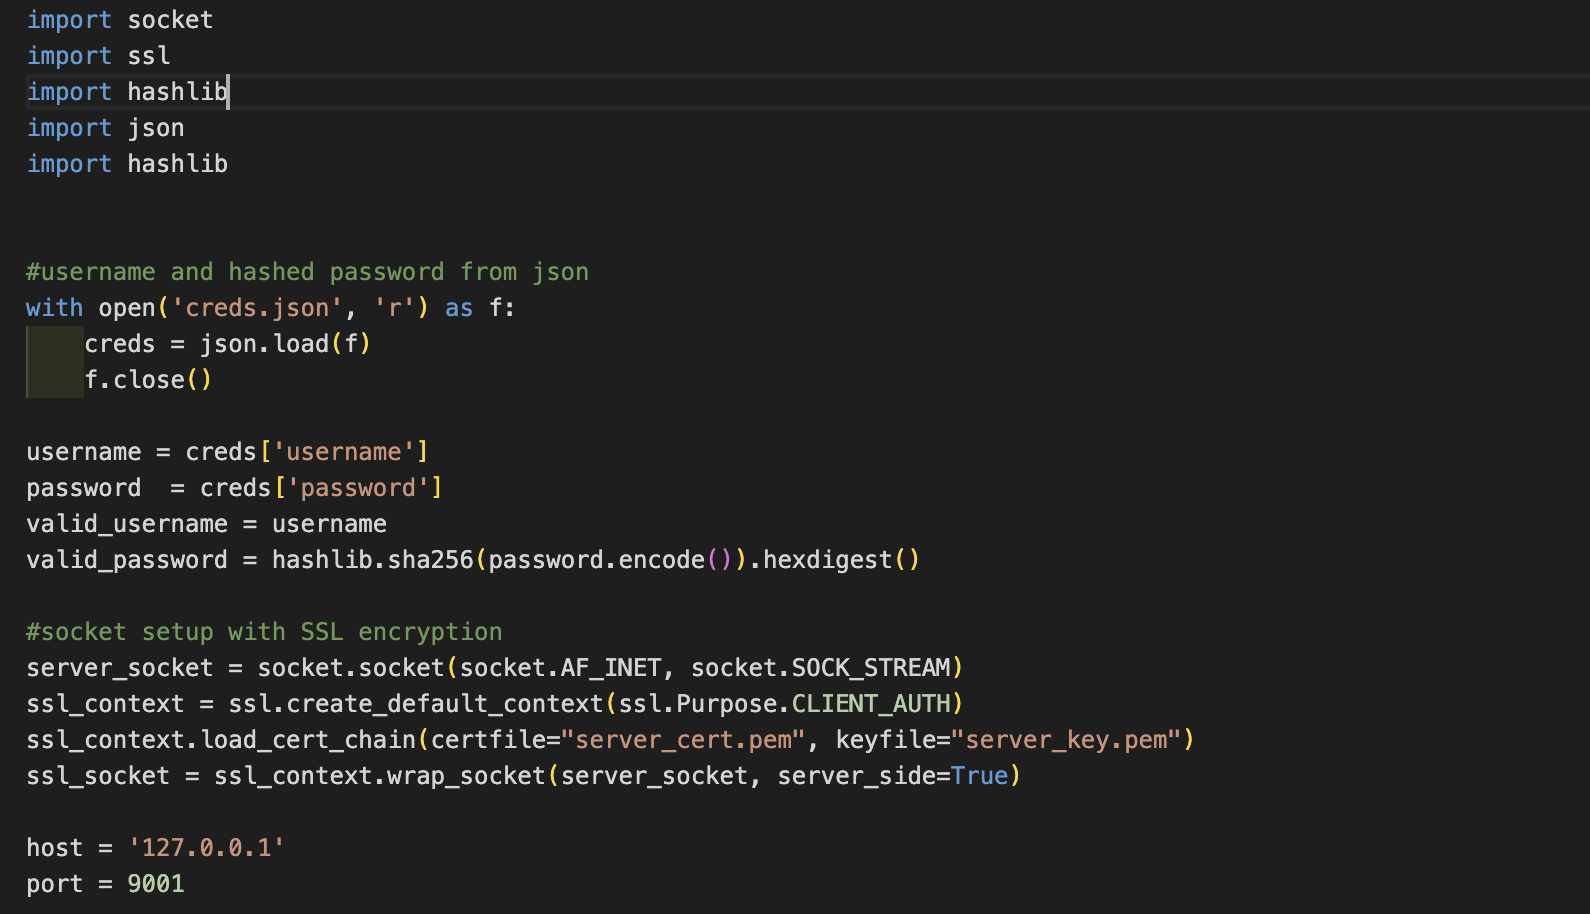 import socket
import ssl
import hashlib
import json
import hashlib
#username and hashed password from json
with open('creds.json', 'r') as f:
    creds = json.load(f)
    f.close()
username = creds['username']
password  = creds['password']
valid_username = username
valid_password = hashlib.sha256(password.encode()).hexdigest()
#socket setup with SSL encryption
server_socket = socket.socket(socket.AF_INET, socket.SOCK_STREAM)
ssl_context = ssl.create_default_context(ssl.Purpose.CLIENT_AUTH)
ssl_context.load_cert_chain(certfile="server_cert.pem", keyfile="server_key.pem")
ssl_socket = ssl_context.wrap_socket(server_socket, server_side=True)
host = '127.0.0.1'
port = 9001